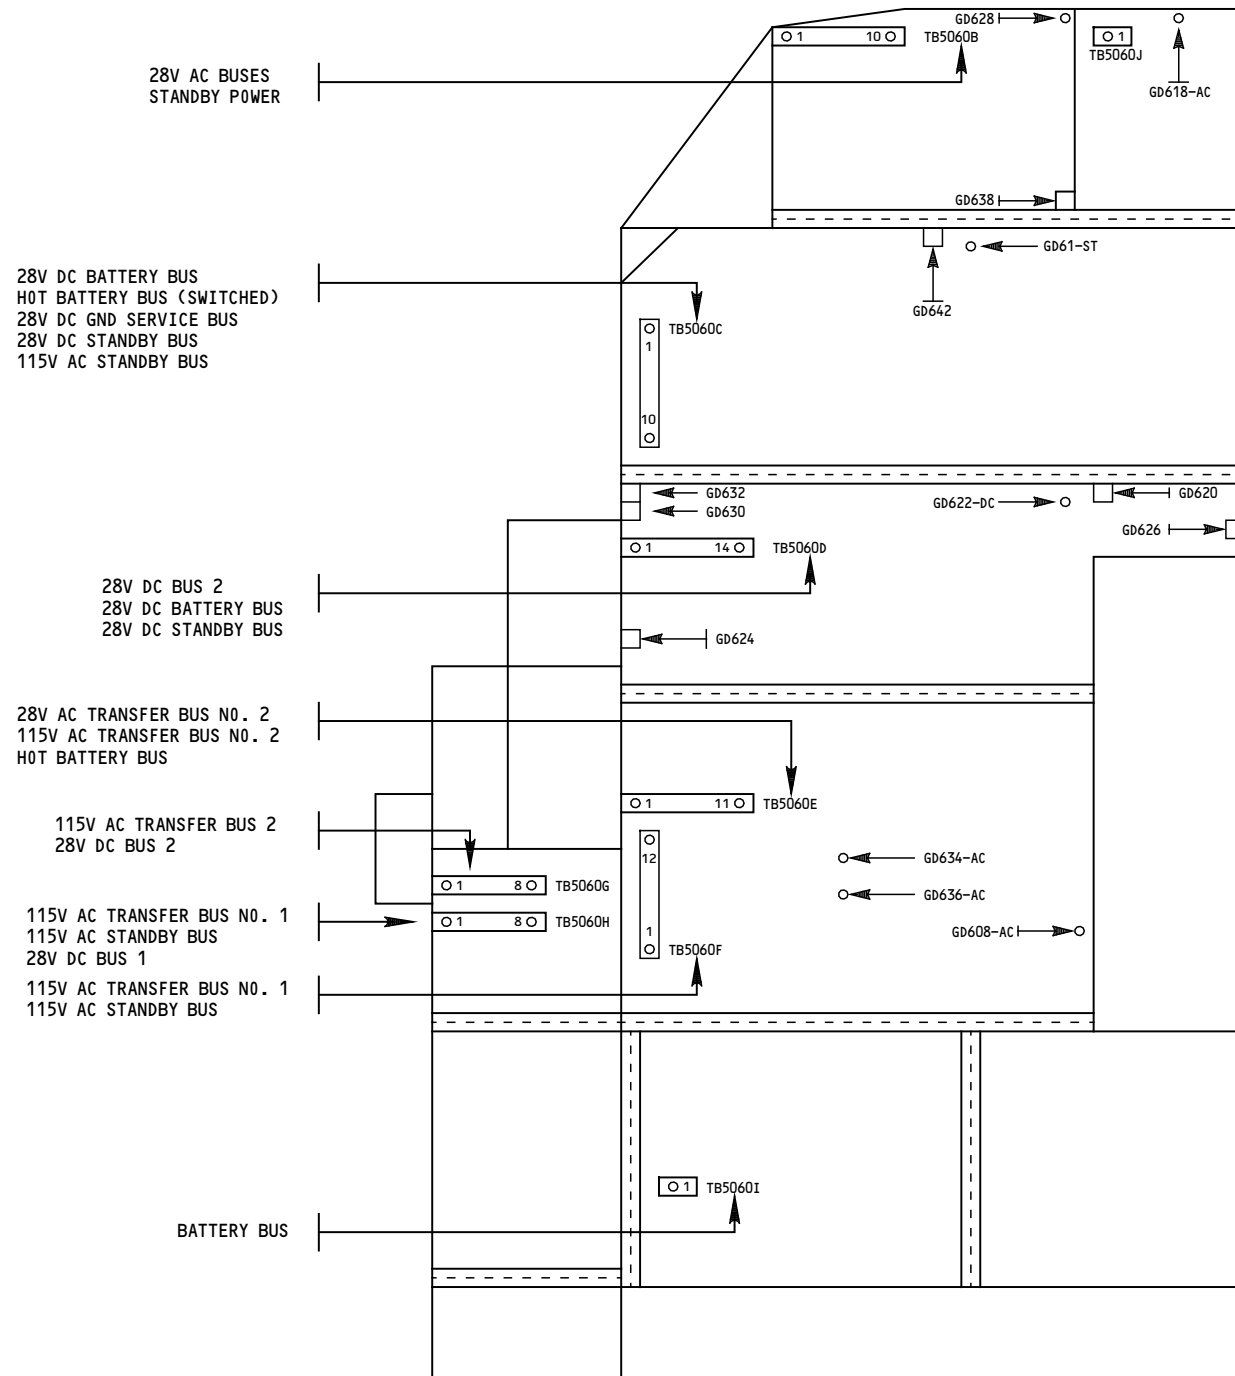 GD628
1 10 TB5060B
1
TB5060J
GD618-AC
28V AC BUSES
STANDBY POWER
GD638
GD61-ST
GD642
28V DC BATTERY BUS
HOT BATTERY BUS (SWITCHED)
28V DC GND SERVICE BUS
28V DC STANDBY BUS
115V AC STANDBY BUS
TB5060C
1
10
GD632
GD630
GD622-DC
GD620
GD626
1 14 TB5060D
28V DC BUS 2
28V DC BATTERY BUS
28V DC STANDBY BUS
GD624
28V AC TRANSFER BUS NO. 2
115V AC TRANSFER BUS NO. 2
HOT BATTERY BUS
1 11 TB5060E
115V AC TRANSFER BUS 2
28V DC BUS 2
12
1
TB5060F
GD634-AC
GD636-AC
GD608-AC
1 8 TB5060G
1 8 TB5060H
115V AC TRANSFER BUS NO. 1
115V AC STANDBY BUS
28V DC BUS 1
115V AC TRANSFER BUS NO. 1
115V AC STANDBY BUS
1 TB5060I
BATTERY BUS